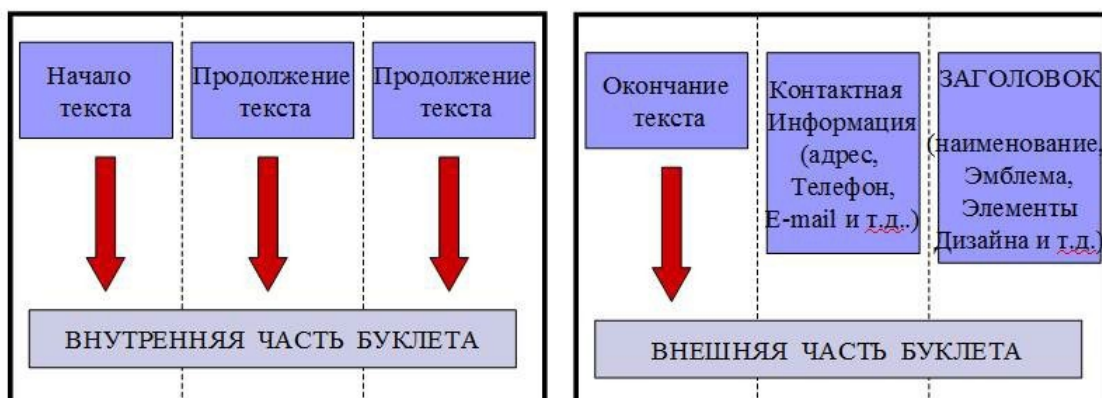 Начало
текста
Продолжение
текста
Продолжение
текста
ВНУТРЕННЯЯ ЧАСТЬ БУКЛЕТА
Окончание
текста
Контактная
Информация
(адрес,
Телефон,
E-mail и т.д..)
ЗАГОЛОВОК
(наименование,
Эмблема,
Элементы
Дизайна и т.д.)
ВНЕШНЯЯ ЧАСТЬ БУКЛЕТА